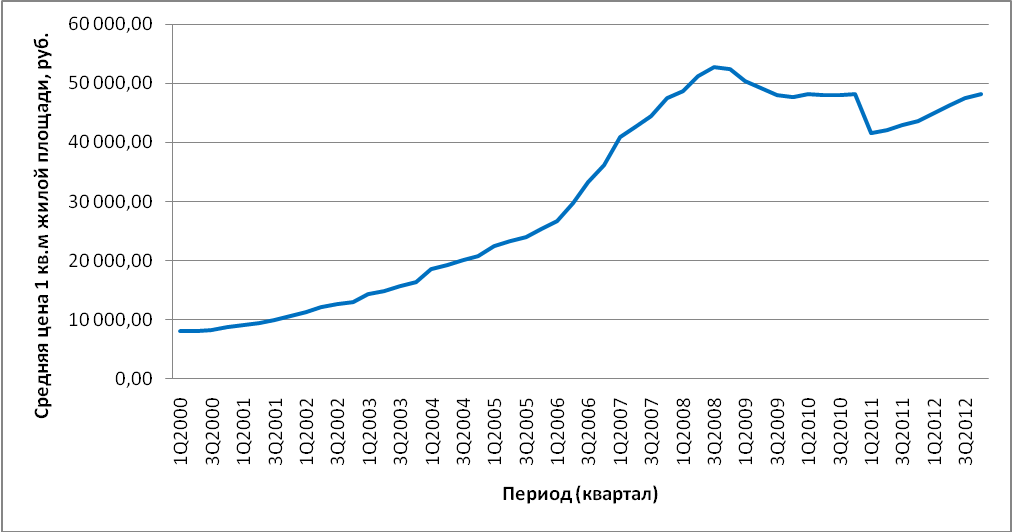 Средняя цена 1 кв.м жилой площади, руб.
60 000,00
50 000,00
40 000,00
30 000,00
20 000,00
10 000,00
0,00
1Q2000
3Q2000
1Q2001
3Q2001
1Q2002
3Q2002
1Q2003
3Q2003
1Q2004
3Q2004
1Q2005
3Q2005
1Q2006
3Q2006
1Q2007
3Q2007
1Q2008
3Q2008
1Q2009
3Q2009
1Q2010
3Q2010
1Q2011
3Q2011
1Q2012
3Q2012
Период (квартал)